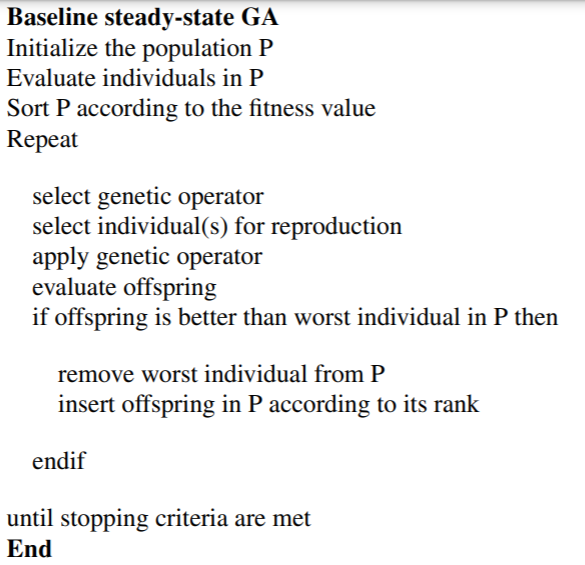 Baseline steady-state GA
Initialize the population P
Evaluate individuals in P
Sort P according to the fitness value
Repeat
select genetic operator
select individual(s) for reproduction
apply genetic operator
evaluate offspring
if offspring is better than worst individual in P then
remove worst individual from P
insert offspring in P according to its rank
endif
until stopping criteria are met
End